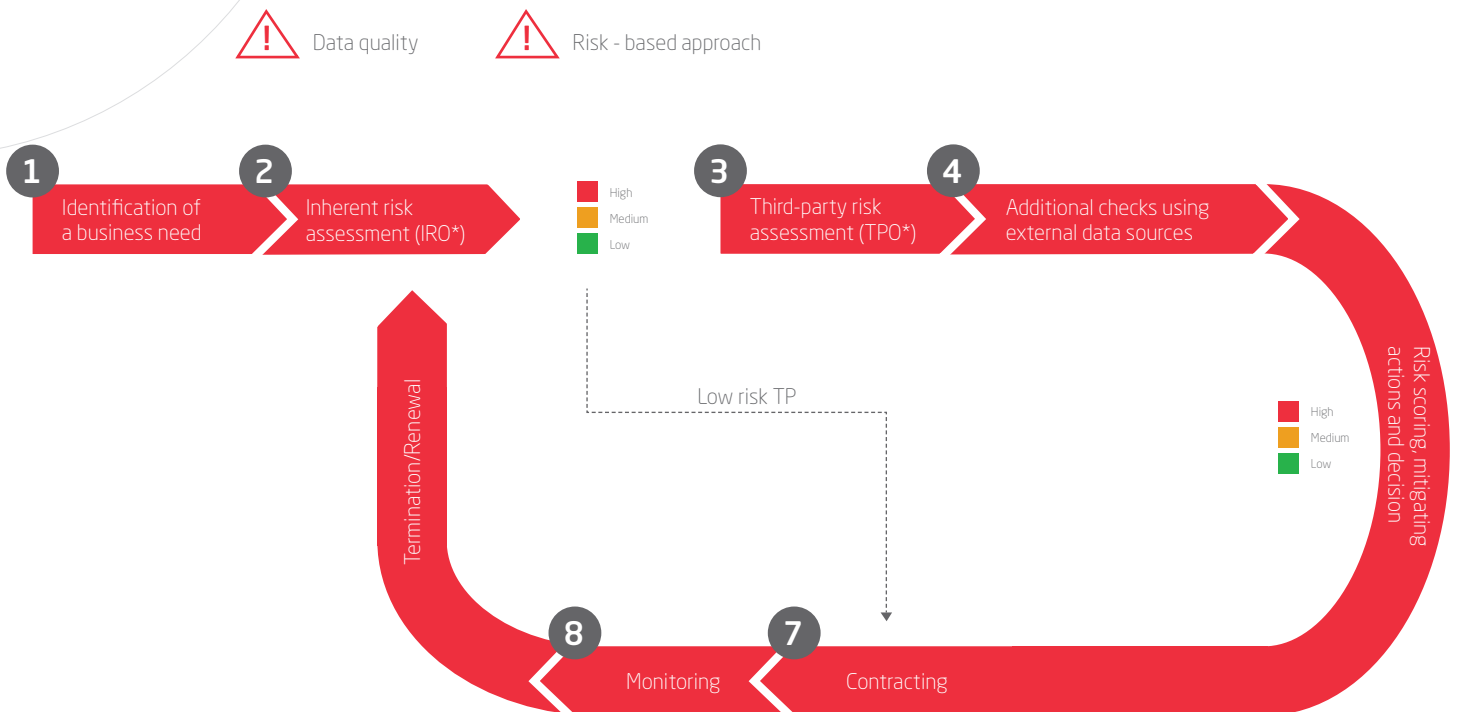 ! Data quality
! Risk - based approach
1
Identification of
a business need
2
Inherent risk
assessment (IRO*)
High
Medium
Low
3
Third-party risk
assessment (TPO*)
4
Additional checks using
external data sources
Risk scoring, mitigating
actions and decision
High
Medium
Low
Low risk TP
7
Contracting
8
Monitoring
Termination/Renewal